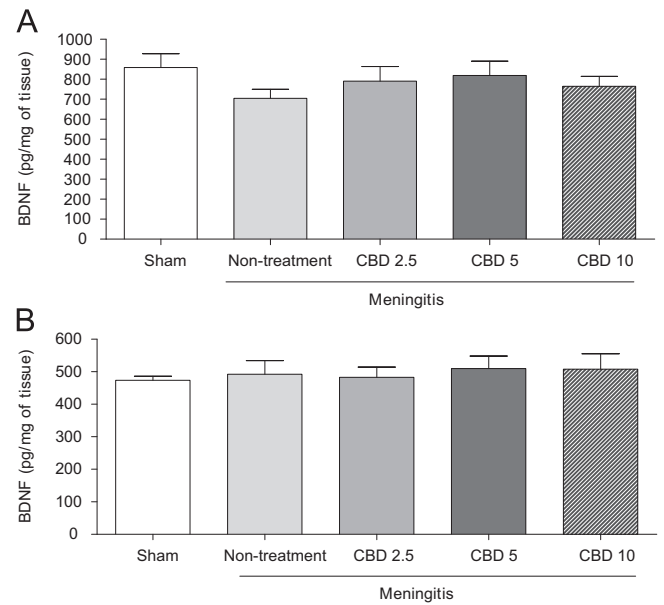 A
BDNF (pg/mg of tissue)
1000
900
800
700
600
500
400
300
200
100
0
Sham
Non-treatment
CBD 2.5
CBD 5
CBD 10
Meningitis
B
BDNF (pg/mg of tissue)
600
500
400
300
200
100
0
Sham
Non-treatment
CBD 2.5
CBD 5
CBD 10
Meningitis